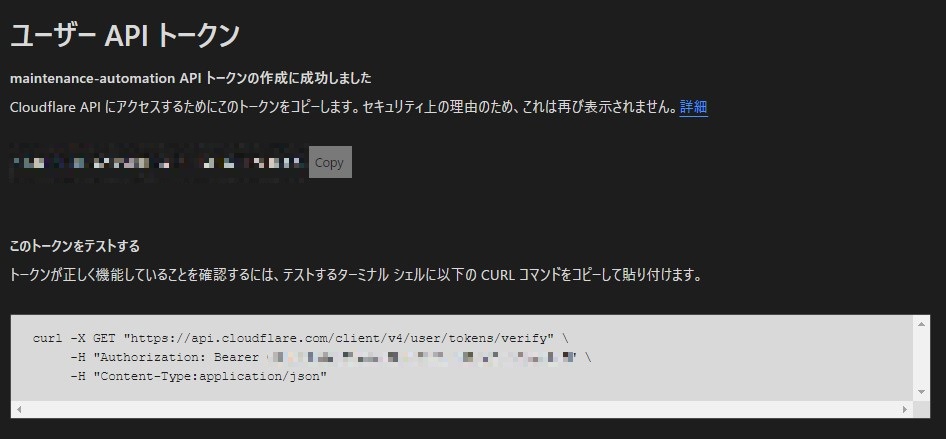 ユーザー API トークン
maintenance-automation API トークンの作成に成功しました
Cloudflare API にアクセスするためにこのトークンをコピーします。セキュリティ上の理由のため、これは再び表示されません。詳細
Copy
このトークンをテストする
トークンが正しく機能していることを確認するには、テストするターミナル シェルに以下の CURL コマンドをコピーして貼り付けます。
curl -X GET "https://api.cloudflare.com/client/v4/user/tokens/verify" \
-H "Authorization: Bearer " \
-H "Content-Type:application/json"